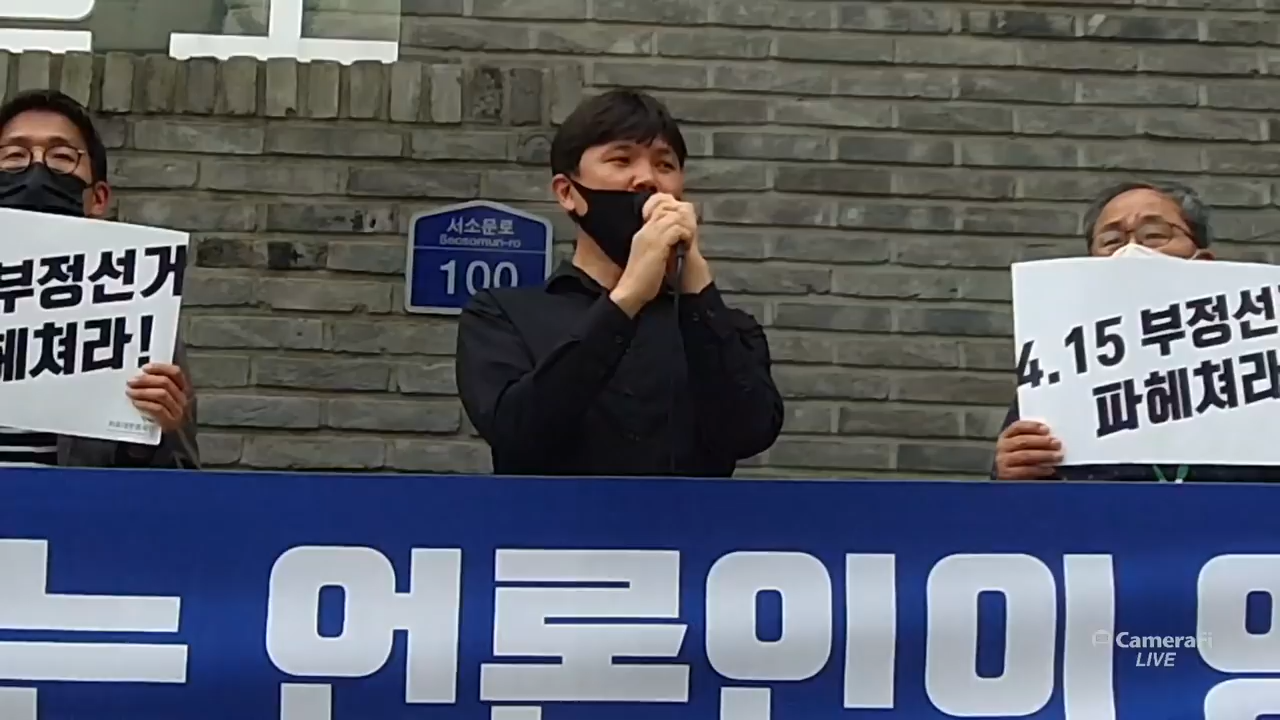 서소문로
Seosomun-ro
100
부정선거
헤쳐라!
4.15 부정선
파헤쳐라
는 언론인이
CameraFi
LIVE